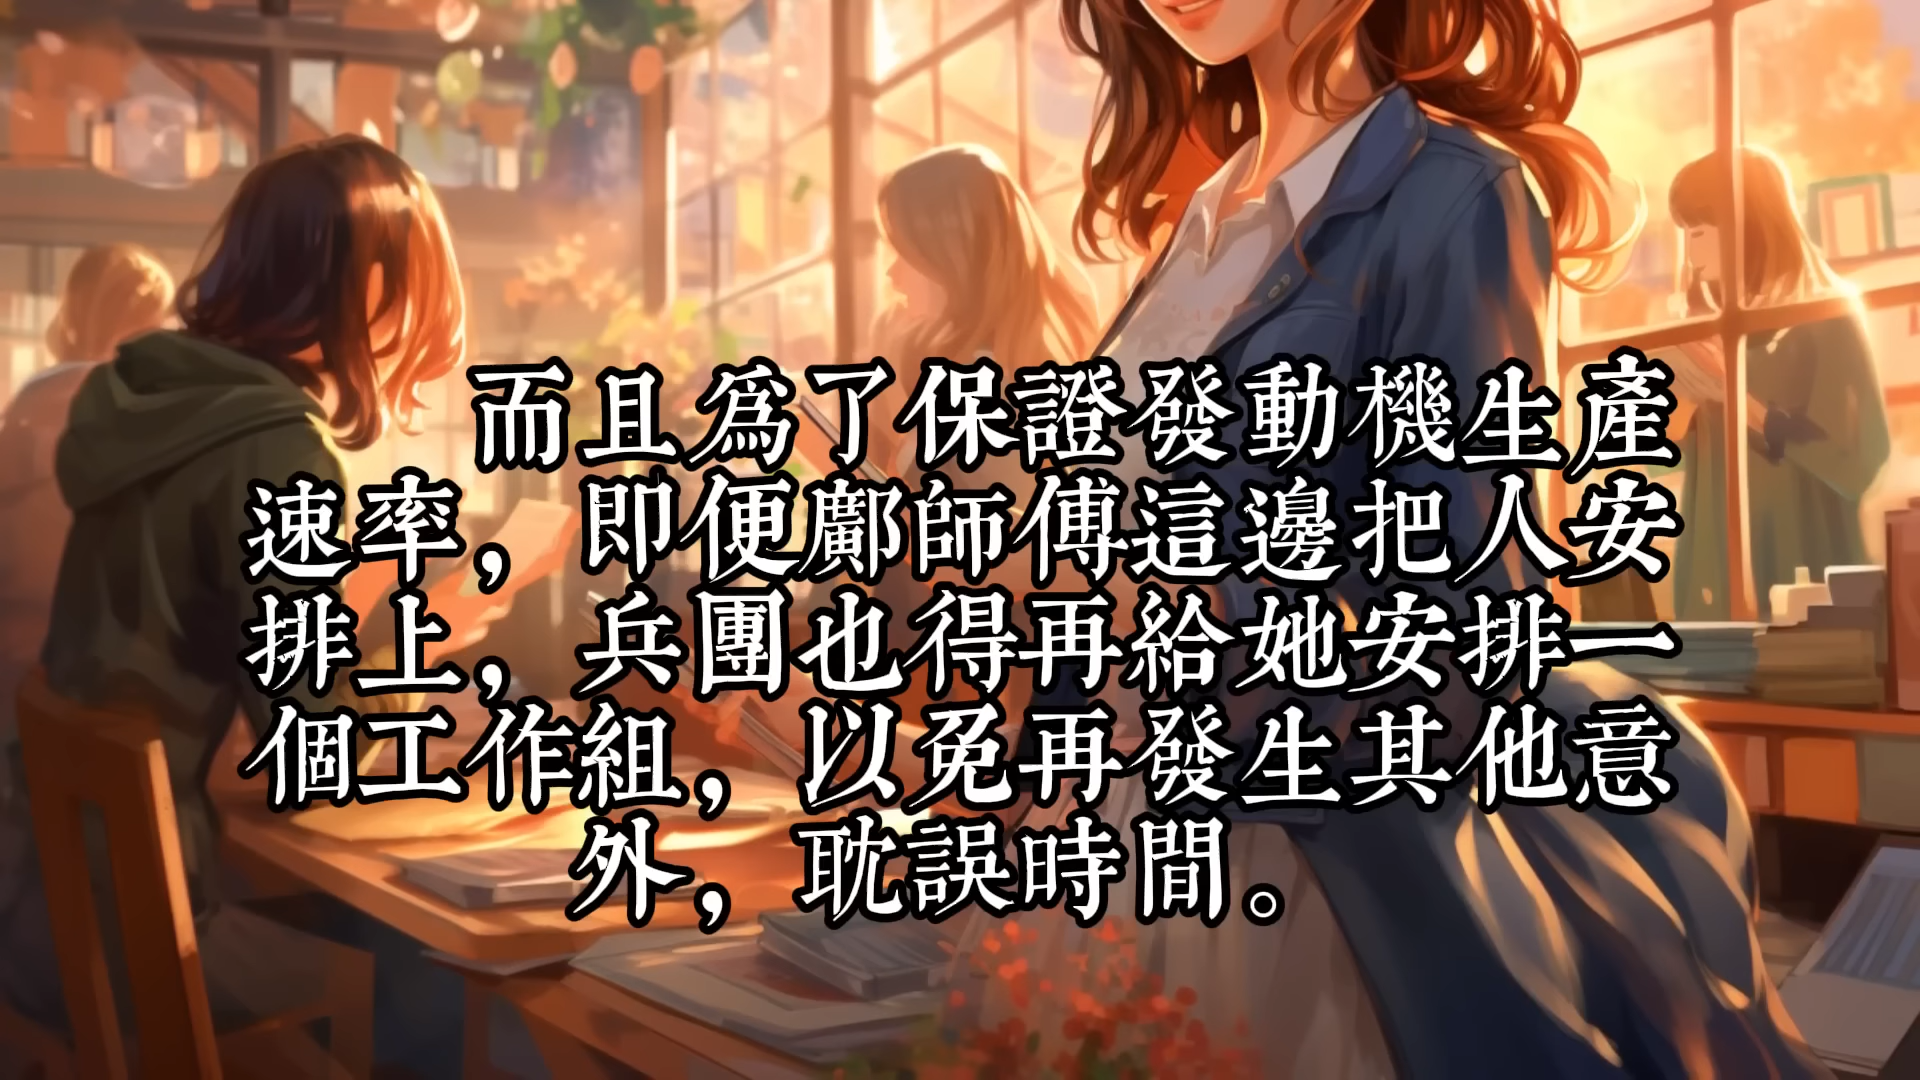 而且爲了保證發動機生產
速率，即便鄺師傅這邊把人安
排上，兵團也得再給她安排一
個工作組，以免再發生其他意
外，耽誤時間。